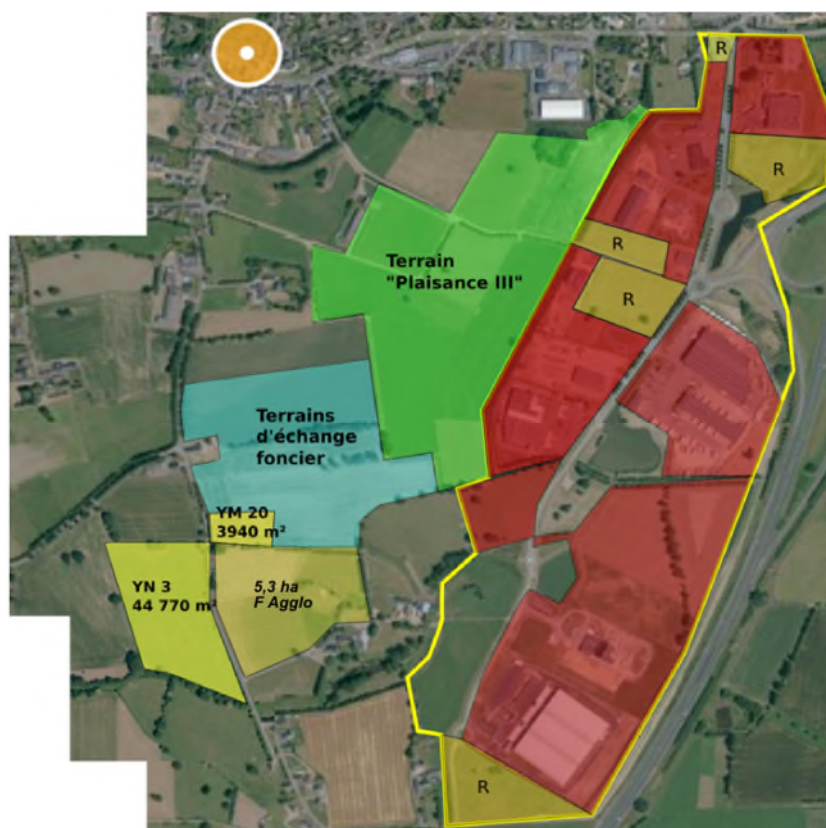 R
R
Terrain
"Plaisance III"
R
R
Terrains
d'échange
foncier
YM 20
3940 m²
YN 3
44 770 m²
5,3 ha
F Agglo
R